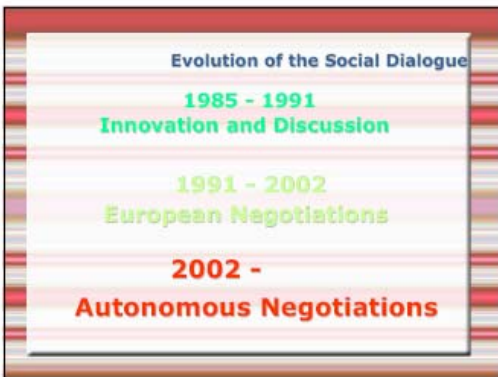 Evolution of the Social Dialogue
1985 - 1991
Innovation and Discussion
1991 - 2002
European Negotiations
2002 -
Autonomous Negotiations